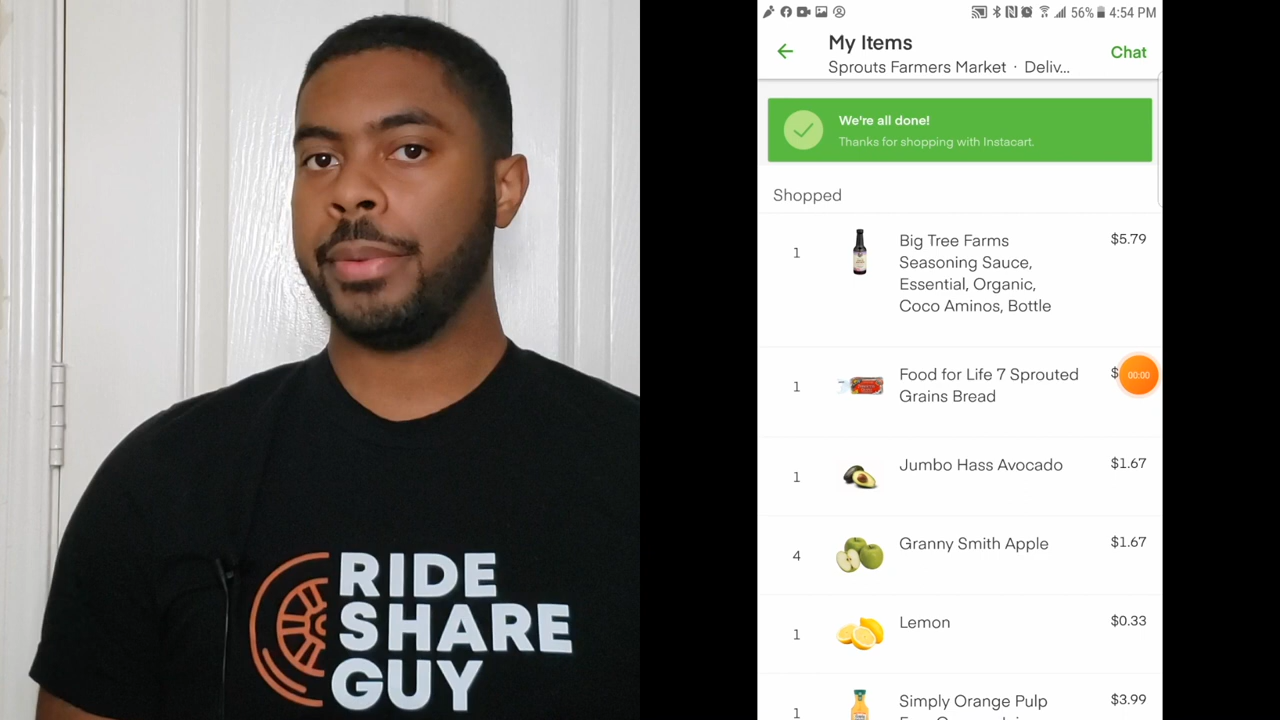 RIDE
SHARE
GUY
56% 4:54 PM
My Items
Sprouts Farmers Market · Deliv...
Chat
We're all done!
Thanks for shopping with Instacart.
Shopped
1
Big Tree Farms
Seasoning Sauce,
Essential, Organic,
Coco Aminos, Bottle
$5.79
1
Food for Life 7 Sprouted
Grains Bread
$
00:00
1
Jumbo Hass Avocado
$1.67
4
Granny Smith Apple
$1.67
1
Lemon
$0.33
1
Simply Orange Pulp
$3.99